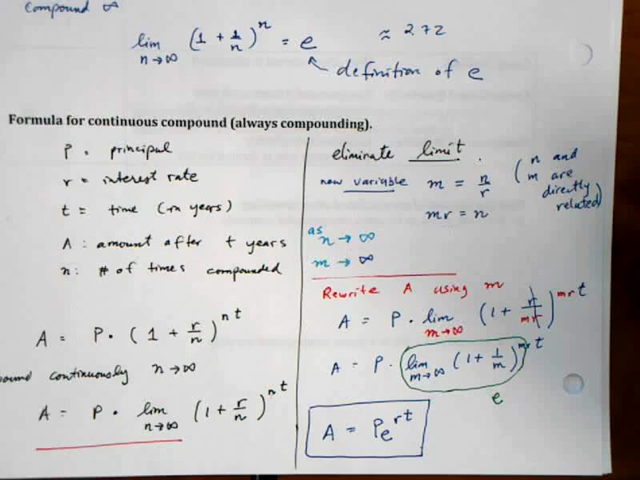 Compound ∞
lim n→∞ (1 + 1/n)^n = e ≈ 2.72
definition of e
Formula for continuous compound (always compounding).
P = principal
r = interest rate
t = time (in years)
A : amount after t years
n : # of times compounded
A = P · (1 + r/n)^nt
continuously n → ∞
A = P · lim n→∞ (1 + r/n)^nt
eliminate limit.
new variable m = n/r (n and m are directly related)
mr = n
as n → ∞
m → ∞
Rewrite A using m
A = P · lim m→∞ (1 + r/mr)^mrt
A = P · lim m→∞ (1 + 1/m)^mrt
e
A = Pe^rt